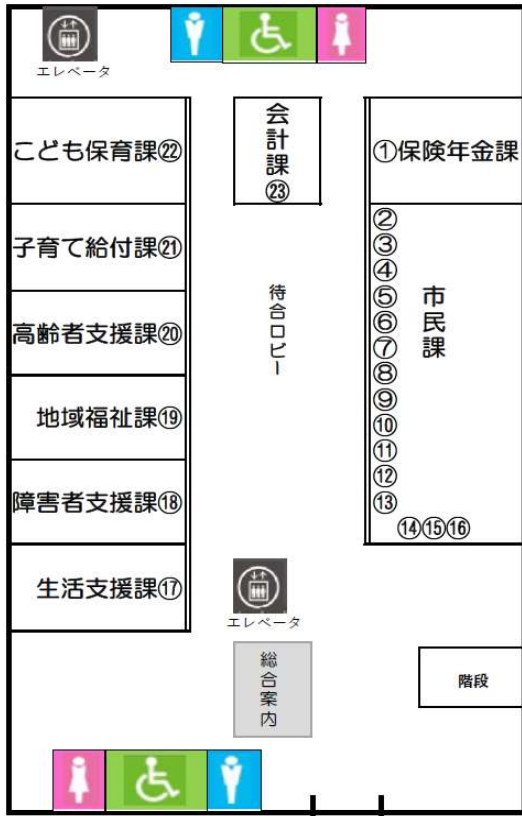 エレベータ
こども保育課㉒
会計課㉓
①保険年金課
子育て給付課㉑
②
③
④
⑤
⑥
⑦
⑧
⑨
⑩
⑪
⑫
⑬
⑭⑮⑯
市民課
待合ロビー
高齢者支援課⑳
地域福祉課⑲
障害者支援課⑱
生活支援課⑰
エレベータ
総合案内
階段